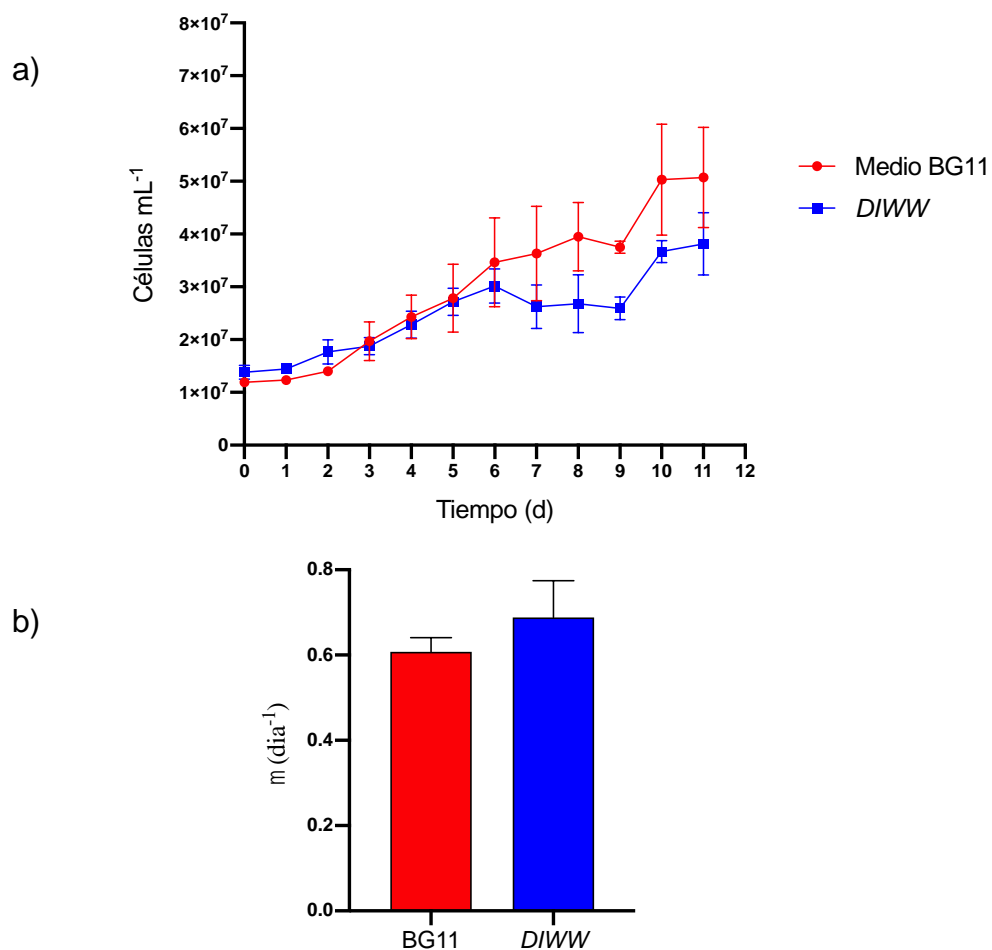 a)
Células mL⁻¹
8×10⁷
7×10⁷
6×10⁷
5×10⁷
4×10⁷
3×10⁷
2×10⁷
1×10⁷
0
0 1 2 3 4 5 6 7 8 9 10 11 12
Tiempo (d)
Medio BG11
DIWW
b)
m (dia⁻¹)
0.8
0.6
0.4
0.2
0.0
BG11 DIWW